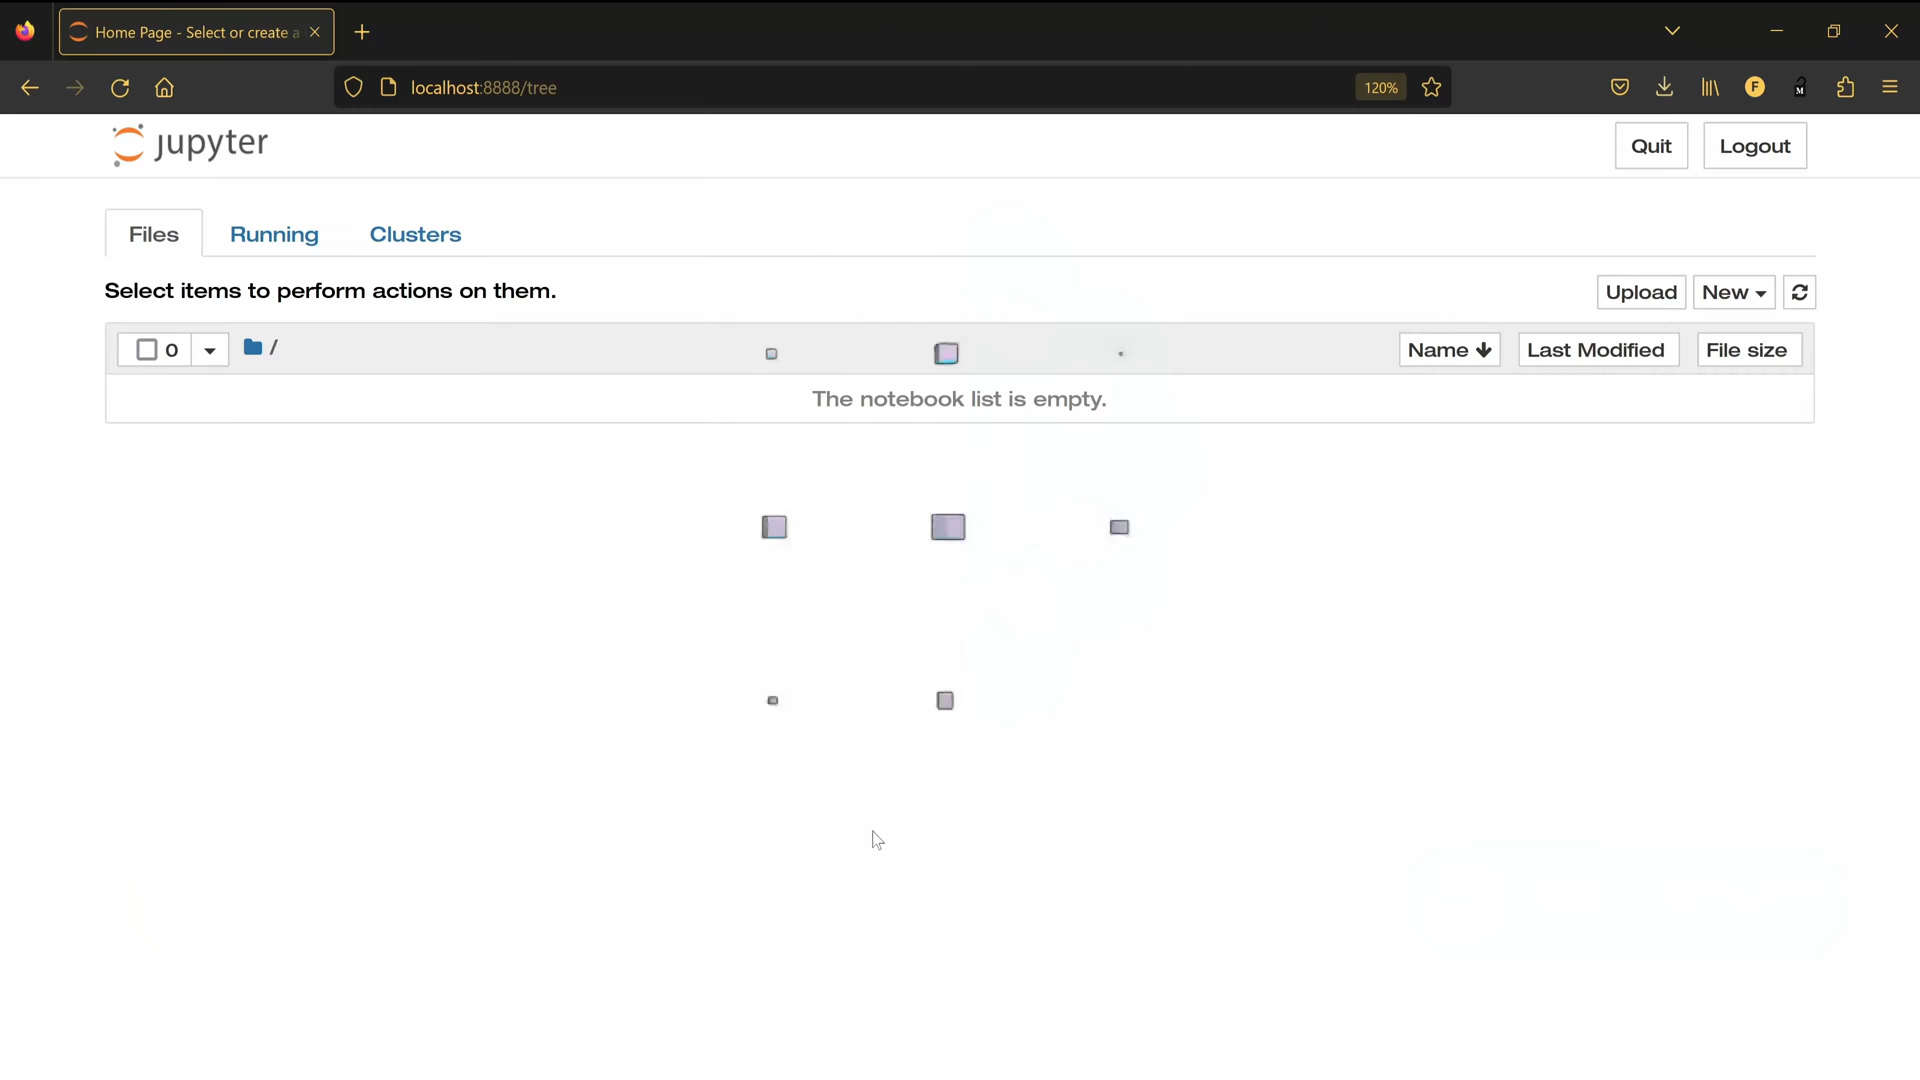 Home Page - Select or create a
localhost:8888/tree
120%
F
M
jupyter
Quit
Logout
Files
Running
Clusters
Select items to perform actions on them.
Upload
New
0
/
Name
Last Modified
File size
The notebook list is empty.